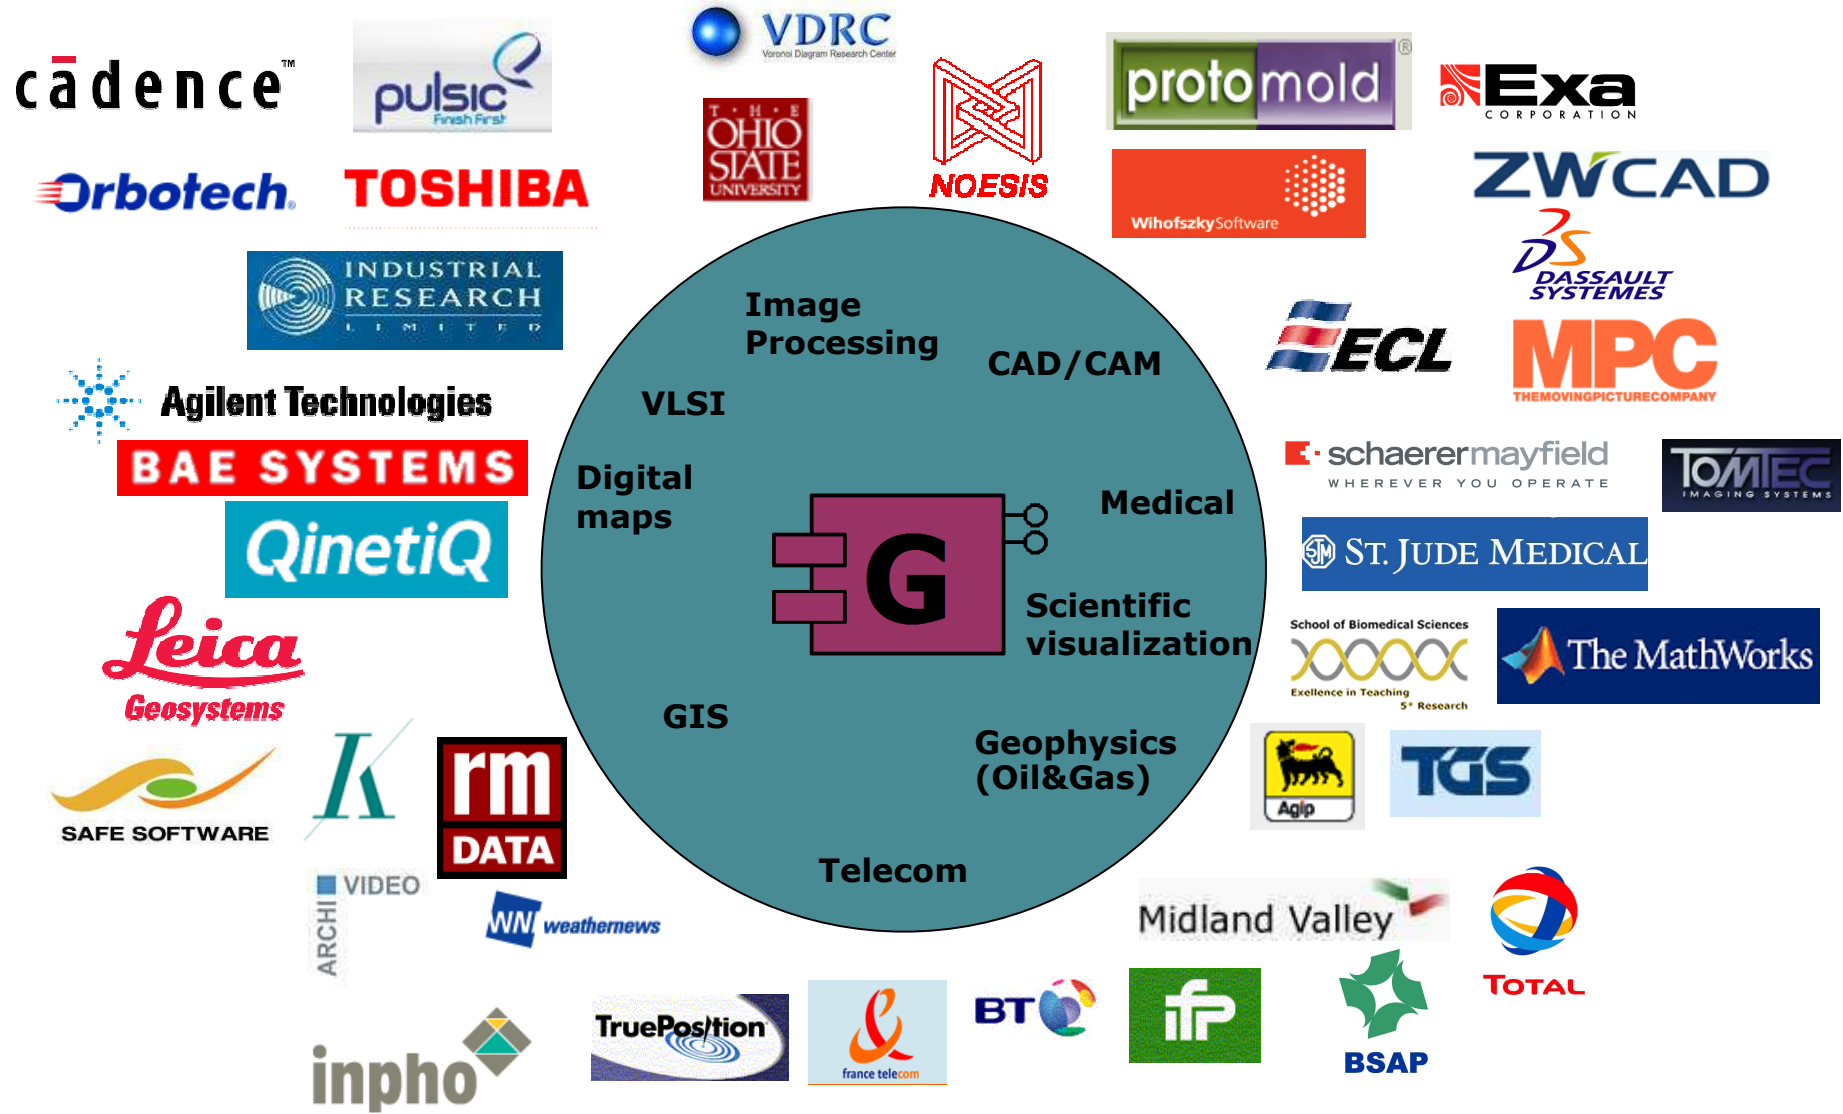 cādence™
pulsic
Finish First
VDRC
Voronoi Diagram Research Center
T·H·E
OHIO
STATE
UNIVERSITY
NOESIS
protomold®
Exa
CORPORATION
Orbotech®
TOSHIBA
WihofszkySoftware
ZWCAD
DASSAULT
SYSTEMES
INDUSTRIAL
RESEARCH
LIMITED
ECL
MPC
THEMOVINGPICTURECOMPANY
Agilent Technologies
BAE SYSTEMS
QinetiQ
Image
Processing
CAD/CAM
VLSI
Digital
maps
Medical
G
Scientific
visualization
GIS
Geophysics
(Oil&Gas)
Telecom
schaerermayfield
WHEREVER YOU OPERATE
TOMTEC
IMAGING SYSTEMS
SJM
ST. JUDE MEDICAL
Leica
Geosystems
School of Biomedical Sciences
Exellence in Teaching
5* Research
The MathWorks
SAFE SOFTWARE
K
rm
DATA
Agip
TGS
ARCHI
VIDEO
WN weathernews
Midland Valley
TOTAL
inpho
TruePosition
france telecom
BT
ifp
BSAP